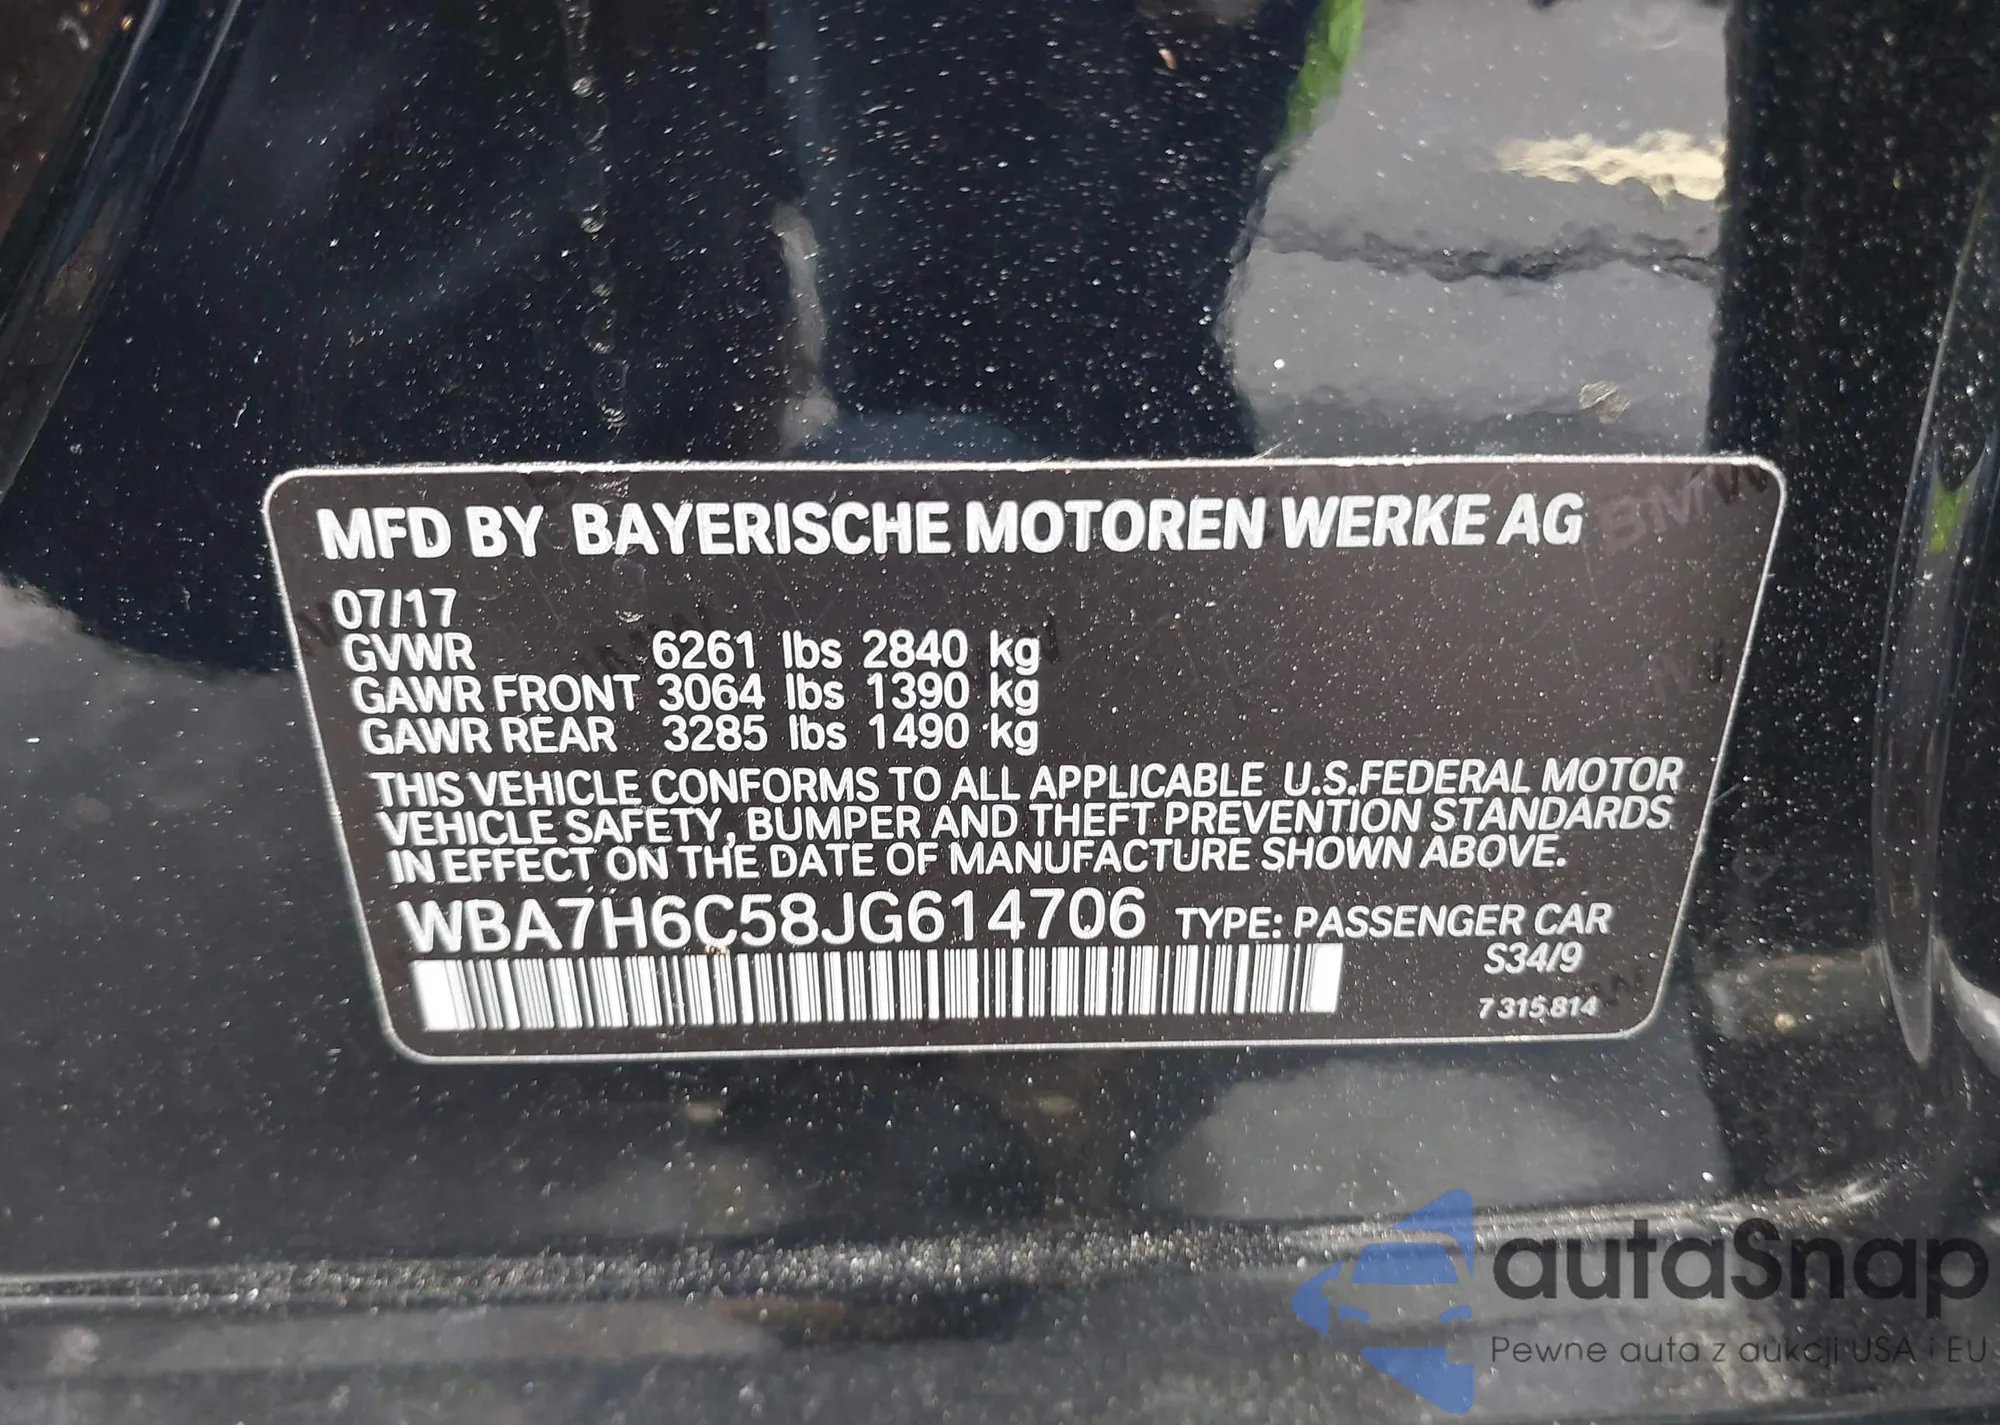 MFD BY BAYERISCHE MOTOREN WERKE AG
07/17
GVWR 6261 lbs 2840 kg
GAWR FRONT 3064 lbs 1390 kg
GAWR REAR 3285 lbs 1490 kg
THIS VEHICLE CONFORMS TO ALL APPLICABLE U.S.FEDERAL MOTOR
VEHICLE SAFETY, BUMPER AND THEFT PREVENTION STANDARDS
IN EFFECT ON THE DATE OF MANUFACTURE SHOWN ABOVE.
WBA7H6C58JG614706 TYPE: PASSENGER CAR
S34/9
7 315 814
autaSnap
Pewne auta z aukcji USA i EU